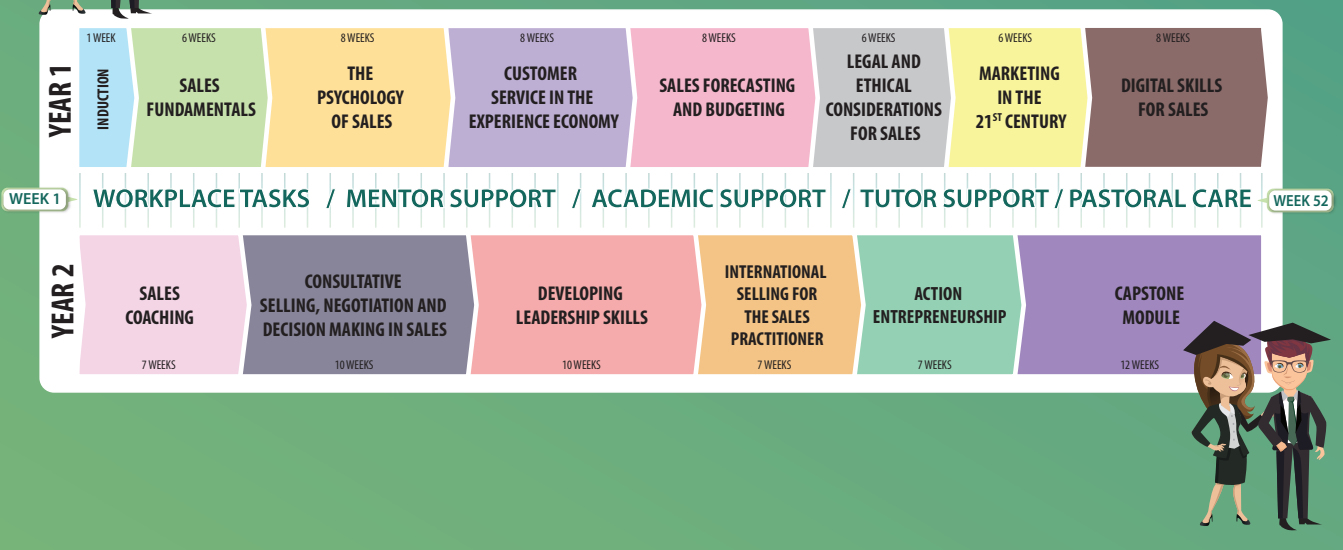 YEAR 1
1 WEEK
INDUCTION
6 WEEKS
SALES
FUNDAMENTALS
8 WEEKS
THE
PSYCHOLOGY
OF SALES
8 WEEKS
CUSTOMER
SERVICE IN THE
EXPERIENCE ECONOMY
8 WEEKS
SALES FORECASTING
AND BUDGETING
6 WEEKS
LEGAL AND
ETHICAL
CONSIDERATIONS
FOR SALES
6 WEEKS
MARKETING
IN THE
21ST CENTURY
8 WEEKS
DIGITAL SKILLS
FOR SALES
WEEK 1
WORKPLACE TASKS / MENTOR SUPPORT / ACADEMIC SUPPORT / TUTOR SUPPORT / PASTORAL CARE
WEEK 52
YEAR 2
SALES
COACHING
7 WEEKS
CONSULTATIVE
SELLING, NEGOTIATION AND
DECISION MAKING IN SALES
10 WEEKS
DEVELOPING
LEADERSHIP SKILLS
10 WEEKS
INTERNATIONAL
SELLING FOR
THE SALES
PRACTITIONER
7 WEEKS
ACTION
ENTREPRENEURSHIP
7 WEEKS
CAPSTONE
MODULE
12 WEEKS